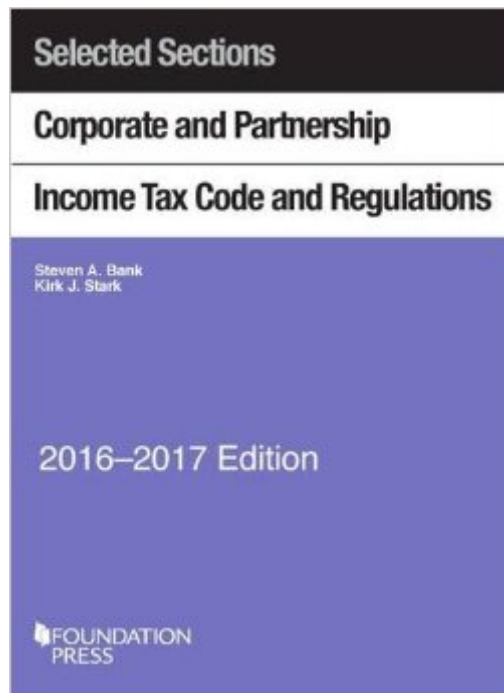 Selected Sections
Corporate and Partnership
Income Tax Code and Regulations
Steven A. Bank
Kirk J. Stark
2016–2017 Edition
FOUNDATION
PRESS